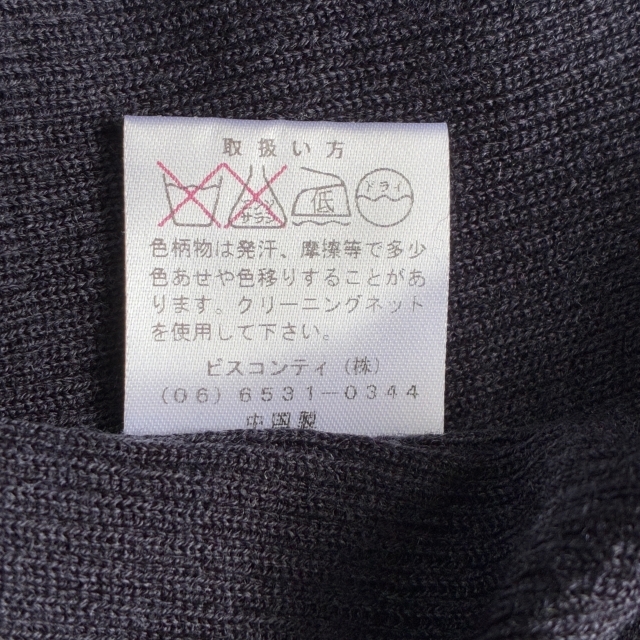 取扱い方
エンソ
サラシ
低
ドライ
色柄物は発汗、摩擦等で多少
色あせや色移りすることがあ
ります。クリーニングネット
を使用して下さい。
ビスコンティ(株)
(06)6531-0344
中国製